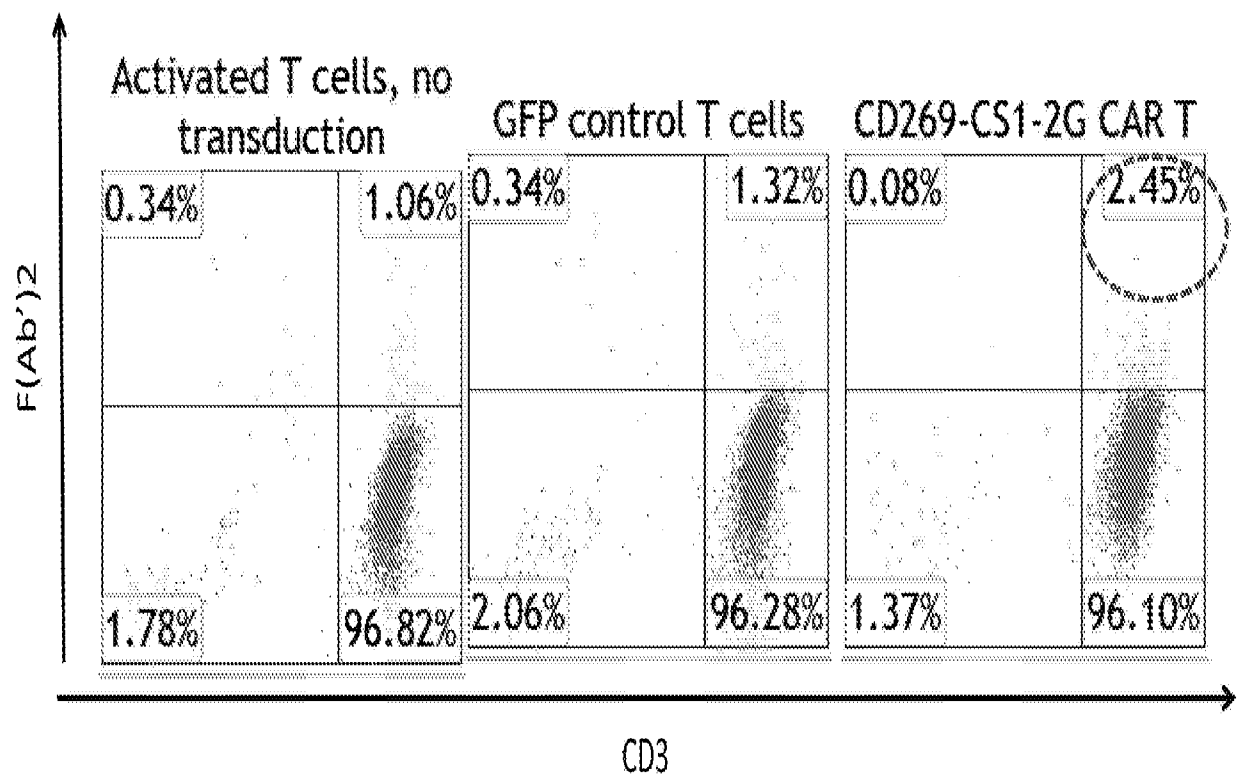 Activated T cells, no
transduction
GFP control T cells
CD269-CS1-2G CAR T
0.34%
1.06%
0.34%
1.32%
0.08%
2.45%
F(Ab')2
1.78%
96.82%
2.06%
96.28%
1.37%
96.10%
CD3